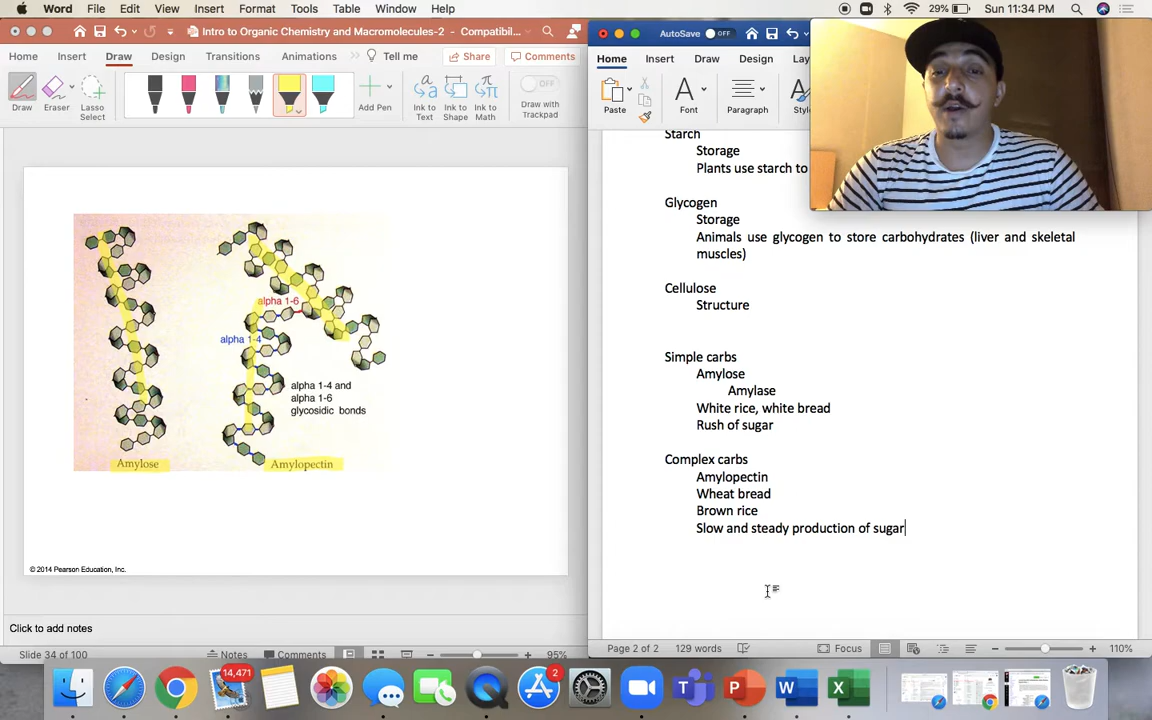 Word File Edit View Insert Format Tools Table Window Help 29% Sun 11:34 PM
Intro to Organic Chemistry and Macromolecules-2 - Compatibil...
Home Insert Draw Design Transitions Animations Tell me Share Comments
Draw
Eraser
Lasso
Select
Add Pen
Ink to
Text
Ink to
Shape
Ink to
Math
OFF
Draw with
Trackpad
alpha 1-6
alpha 1-4
alpha 1-4 and
alpha 1-6
glycosidic bonds
Amylose
Amylopectin
© 2014 Pearson Education, Inc.
Click to add notes
Slide 34 of 100 Notes Comments 95%
AutoSave OFF
Home Insert Draw Design Lay
Paste
Font
Paragraph
Style
Starch
Storage
Plants use starch to
Glycogen
Storage
Animals use glycogen to store carbohydrates (liver and skeletal
muscles)
Cellulose
Structure
Simple carbs
Amylose
Amylase
White rice, white bread
Rush of sugar
Complex carbs
Amylopectin
Wheat bread
Brown rice
Slow and steady production of sugar
Page 2 of 2 129 words Focus 110%
14,471
2